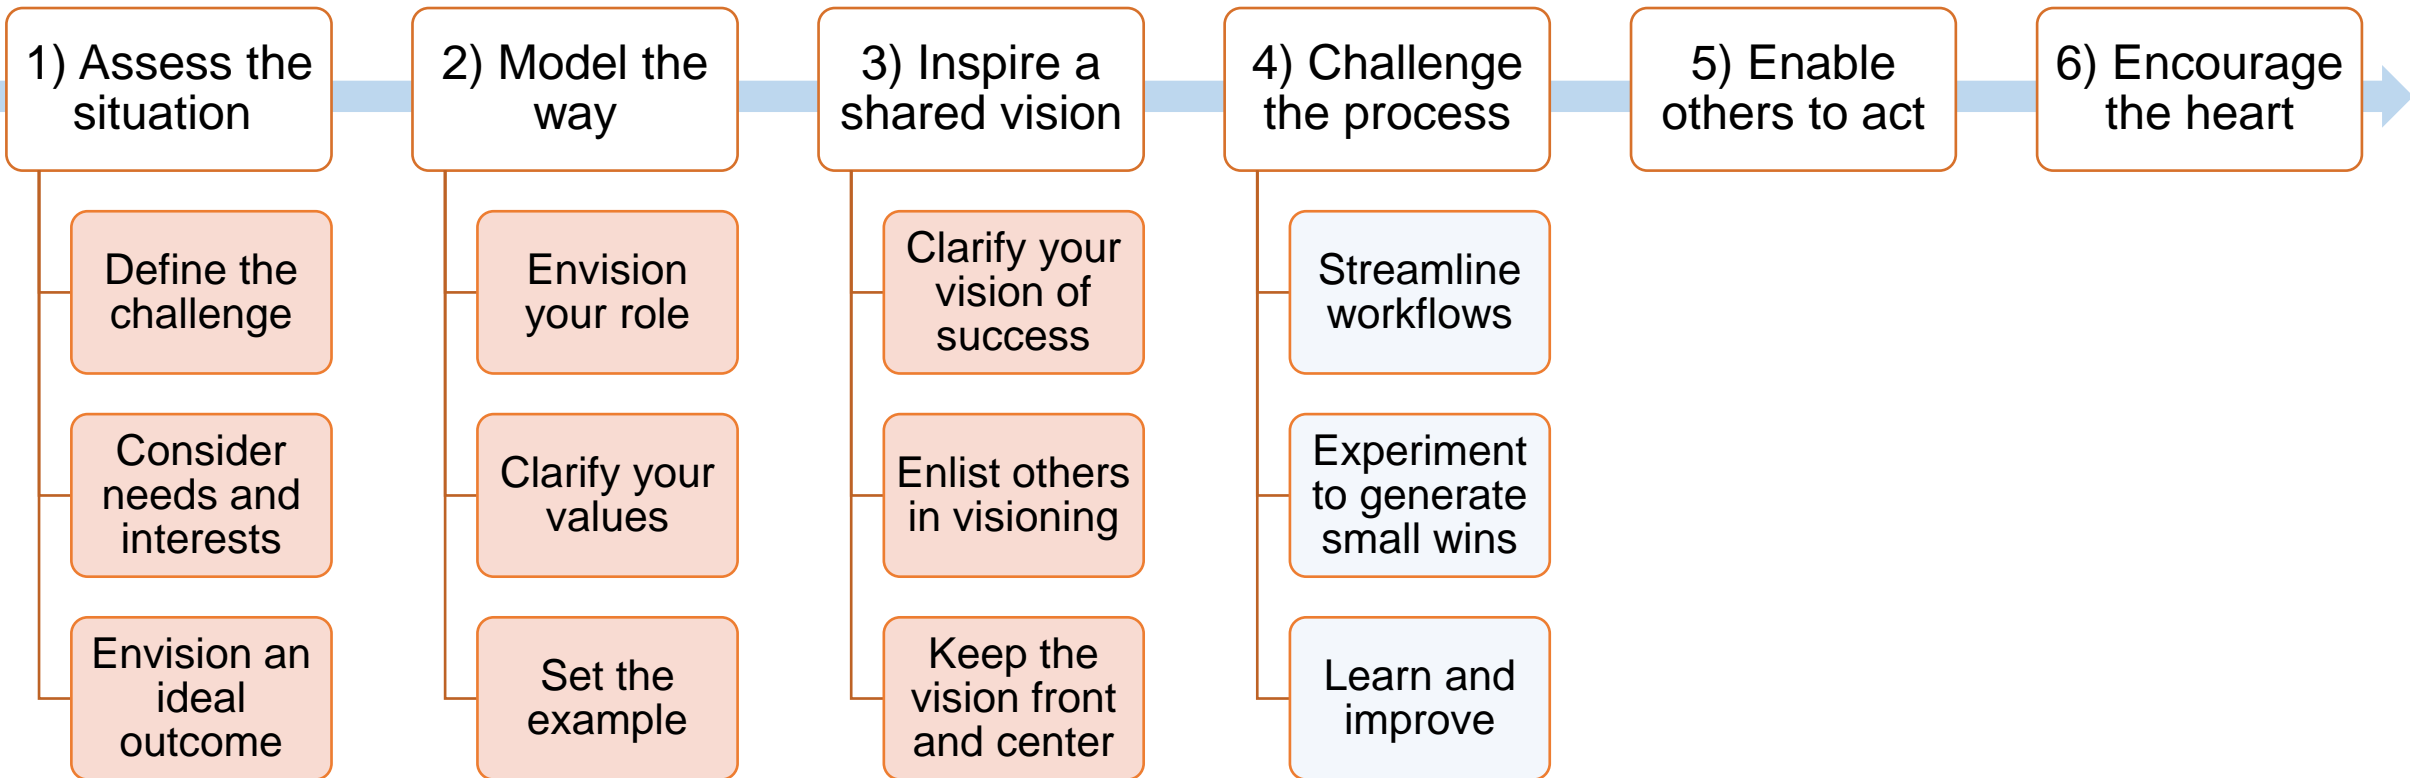 1) Assess the
situation
Define the
challenge
Consider
needs and
interests
Envision an
ideal
outcome
2) Model the
way
Envision
your role
Clarify your
values
Set the
example
3) Inspire a
shared vision
Clarify your
vision of
success
Enlist others
in visioning
Keep the
vision front
and center
4) Challenge
the process
Streamline
workflows
Experiment
to generate
small wins
Learn and
improve
5) Enable
others to act
6) Encourage
the heart